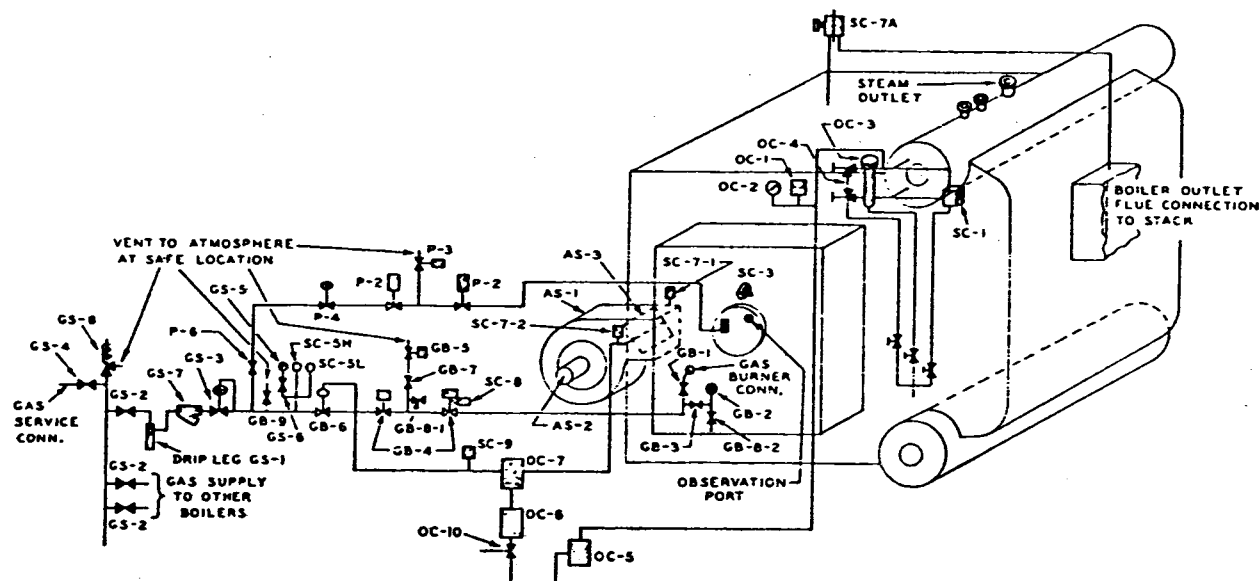 SC-7A
STEAM
OUTLET
OC-3
OC-4
OC-1
OC-2
BOILER OUTLET
FLUE CONNECTION
TO STACK
SC-1
VENT TO ATMOSPHERE
AT SAFE LOCATION
P-3
P-2
P-2
AS-3
SC-7-1
SC-3
GS-5
AS-1
P-4
SC-7-2
GS-8
P-6
SC-5H
GS-4
GS-3
SC-5L
GB-5
GB-1
GS-7
GB-7
SC-8
GAS
BURNER
CONN.
GS-2
GAS
SERVICE
CONN.
GB-9
GS-6
GB-6
GB-8-1
GB-4
AS-2
GB-2
GB-3
GB-8-2
SC-9
DRIP LEG GS-1
OC-7
GS-2
GAS SUPPLY
TO OTHER
BOILERS
OBSERVATION
PORT
GS-2
OC-6
OC-10
OC-5